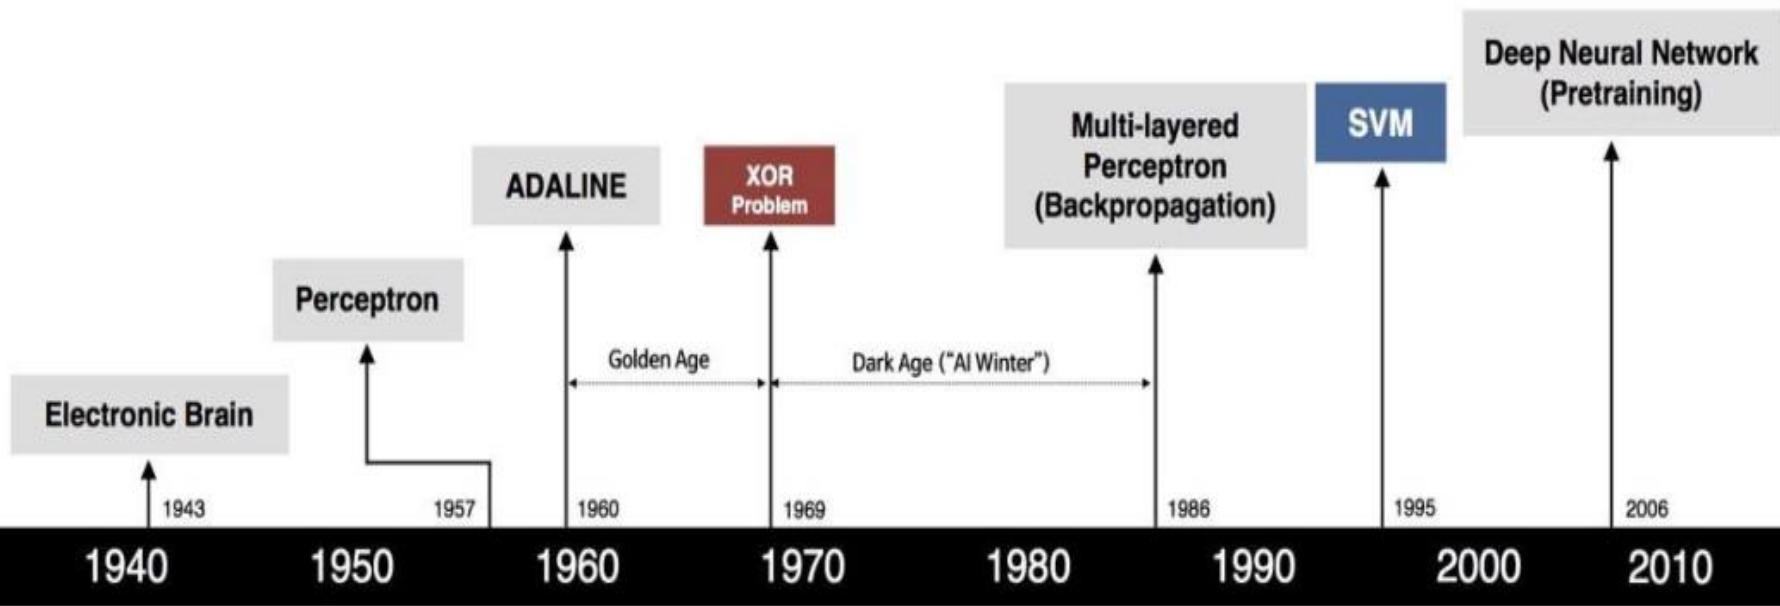 Deep Neural Network
(Pretraining)
Multi-layered
Perceptron
(Backpropagation)
SVM
ADALINE
XOR
Problem
Perceptron
Golden Age
Dark Age ("AI Winter")
Electronic Brain
1943
1957
1960
1969
1986
1995
2006
1940
1950
1960
1970
1980
1990
2000
2010